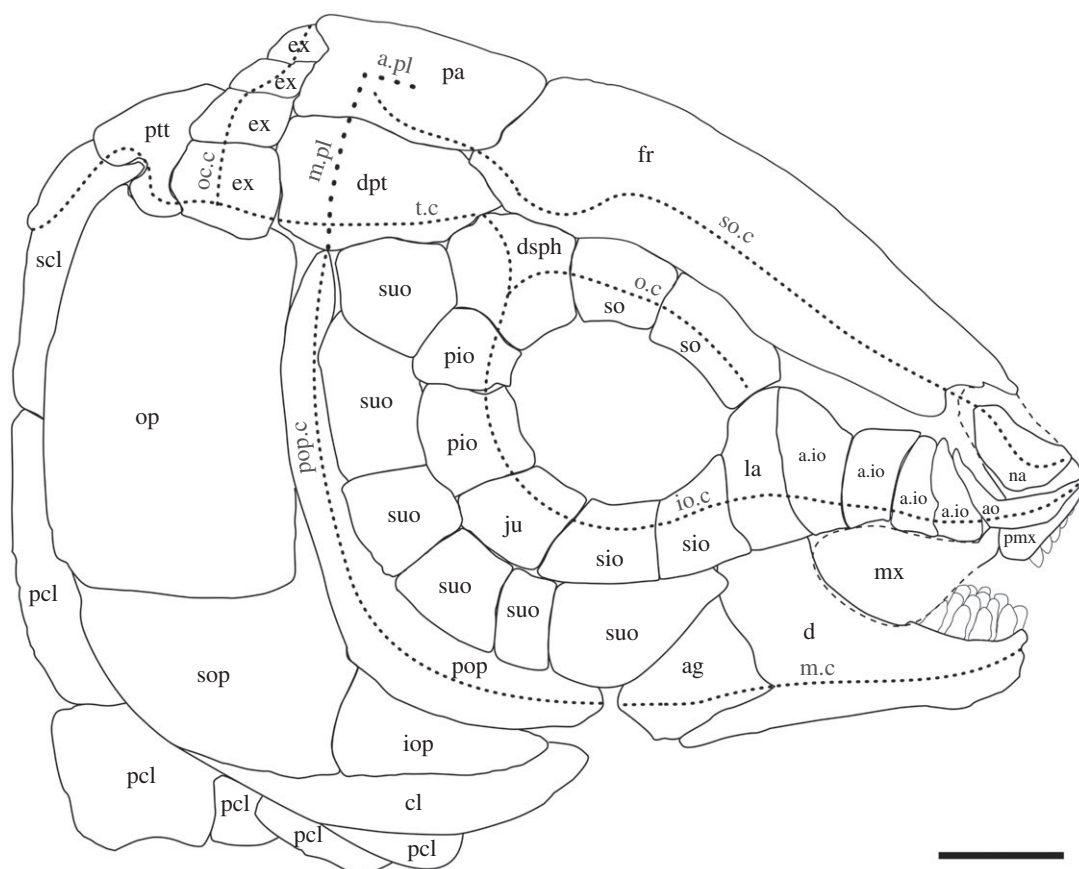 ex
a.pl
pa
ex
ptt
ex
fr
oc.c
ex
m.pl
dpt
t.c
so.c
scl
dsph
suo
o.c
so
pio
so
suo
op
pop.c
pio
la
a.io
a.io
na
a.io
a.io
ao
io.c
suo
ju
pmx
sio
sio
mx
pcl
suo
suo
suo
d
sop
pop
ag
m.c
iop
pcl
cl
pcl
pcl
pcl